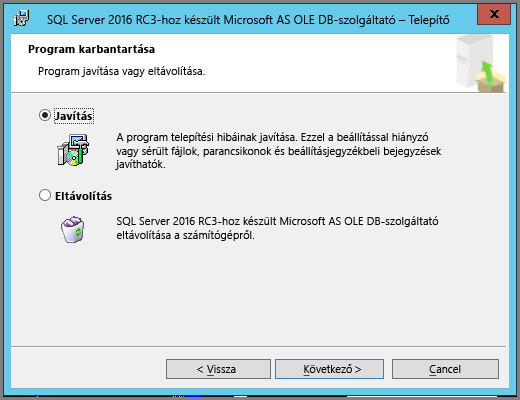 SQL Server 2016 RC3-hoz készült Microsoft AS OLE DB-szolgáltató – Telepítő
X
Program karbantartása
Program javítása vagy eltávolítása.
Javítás
A program telepítési hibáinak javítása. Ezzel a beállítással hiányzó
vagy sérült fájlok, parancsikonok és beállításjegyzékbeli bejegyzések
javíthatók.
Eltávolítás
SQL Server 2016 RC3-hoz készült Microsoft AS OLE DB-szolgáltató
eltávolítása a számítógépről.
< Vissza
Következő >
Cancel